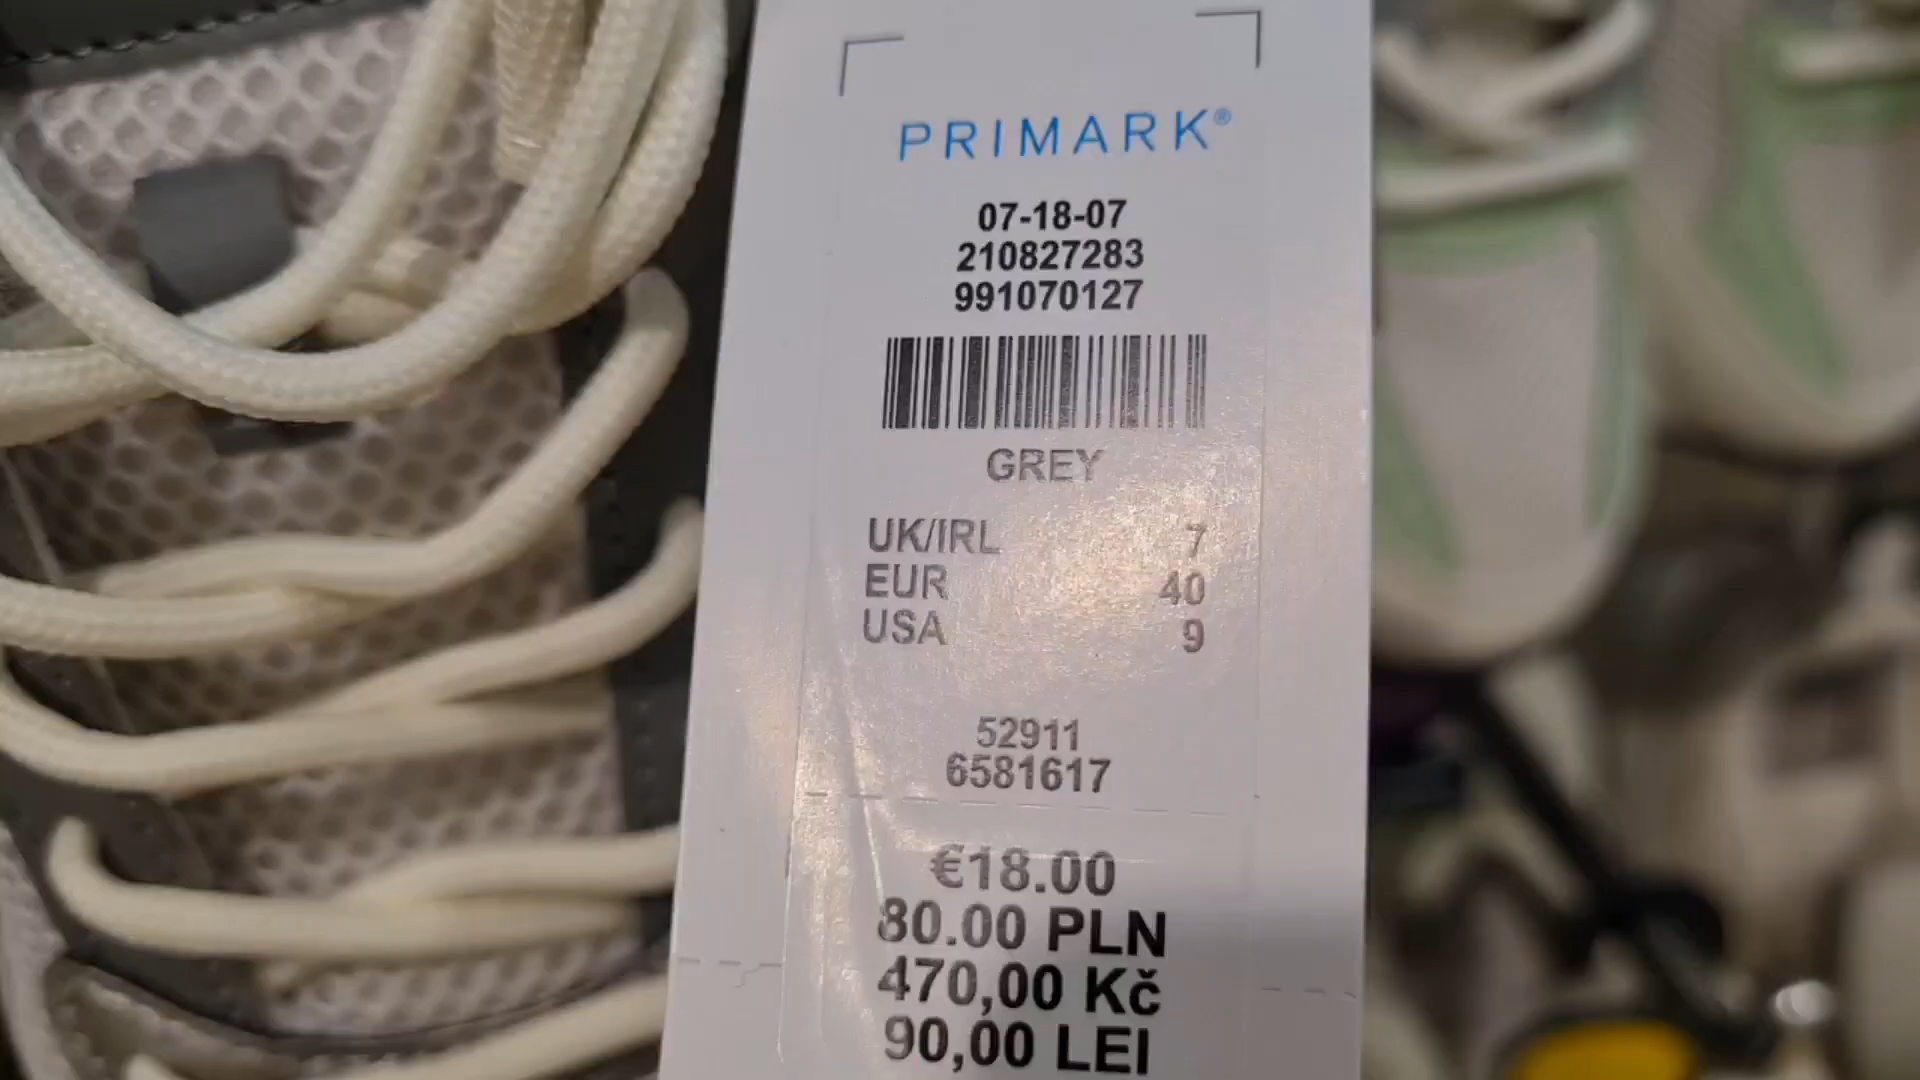 PRIMARK®
07-18-07
210827283
991070127
GREY
UK/IRL 7
EUR 40
USA 9
52911
6581617
€18.00
80.00 PLN
470,00 Kč
90,00 LEI